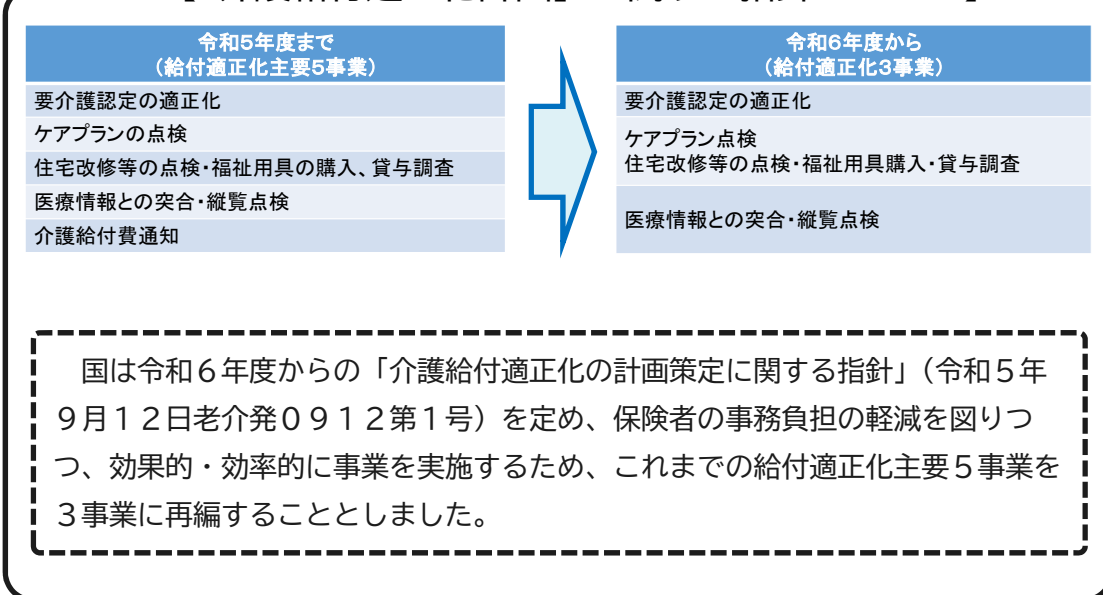 令和5年度まで
（給付適正化主要5事業）
要介護認定の適正化
ケアプランの点検
住宅改修等の点検・福祉用具の購入、貸与調査
医療情報との突合・縦覧点検
介護給付費通知
令和6年度から
（給付適正化3事業）
要介護認定の適正化
ケアプラン点検
住宅改修等の点検・福祉用具購入・貸与調査
医療情報との突合・縦覧点検
国は令和６年度からの「介護給付適正化の計画策定に関する指針」（令和５年
９月１２日老介発０９１２第１号）を定め、保険者の事務負担の軽減を図りつ
つ、効果的・効率的に事業を実施するため、これまでの給付適正化主要５事業を
３事業に再編することとしました。